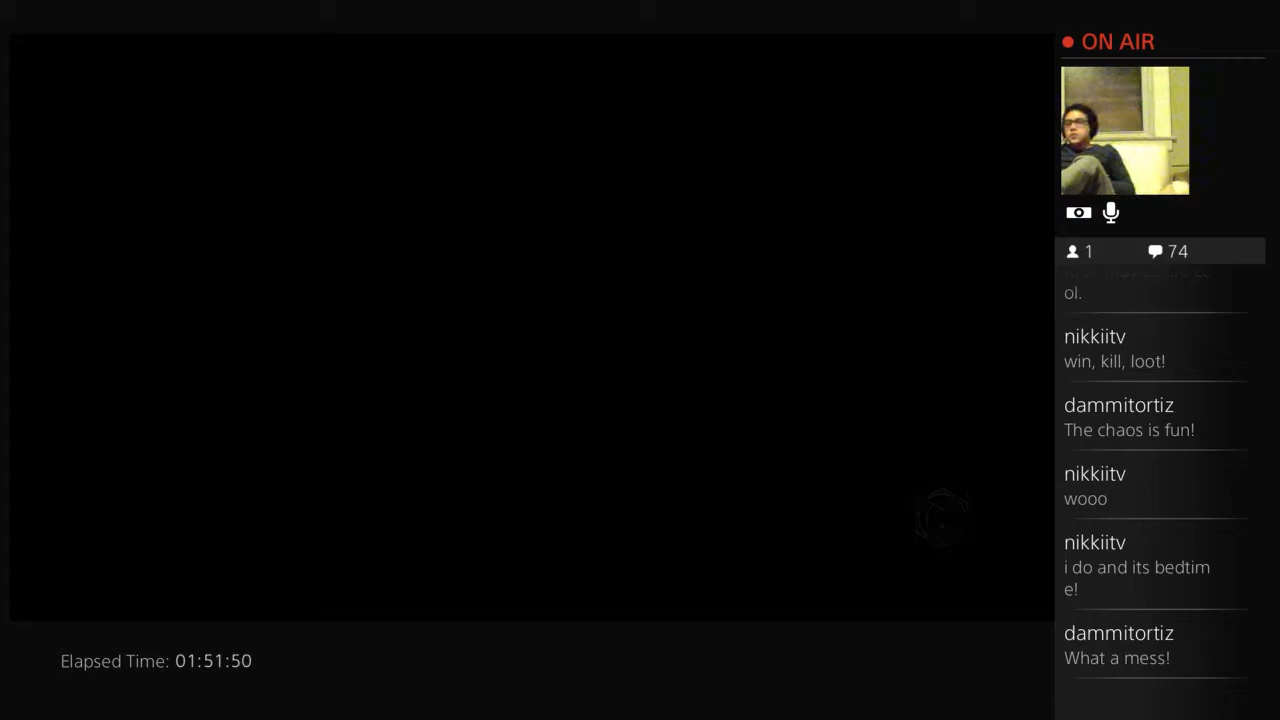 ON AIR
1 74
ol.
nikkiitv
win, kill, loot!
dammitortiz
The chaos is fun!
nikkiitv
wooo
nikkiitv
i do and its bedtim
e!
dammitortiz
What a mess!
Elapsed Time: 01:51:50